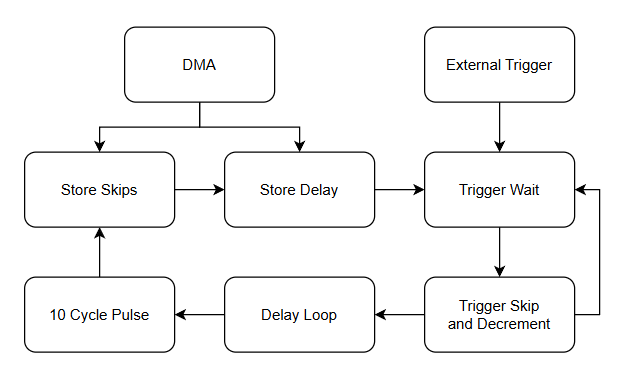 DMA
External Trigger
Store Skips
Store Delay
Trigger Wait
10 Cycle Pulse
Delay Loop
Trigger Skip
and Decrement